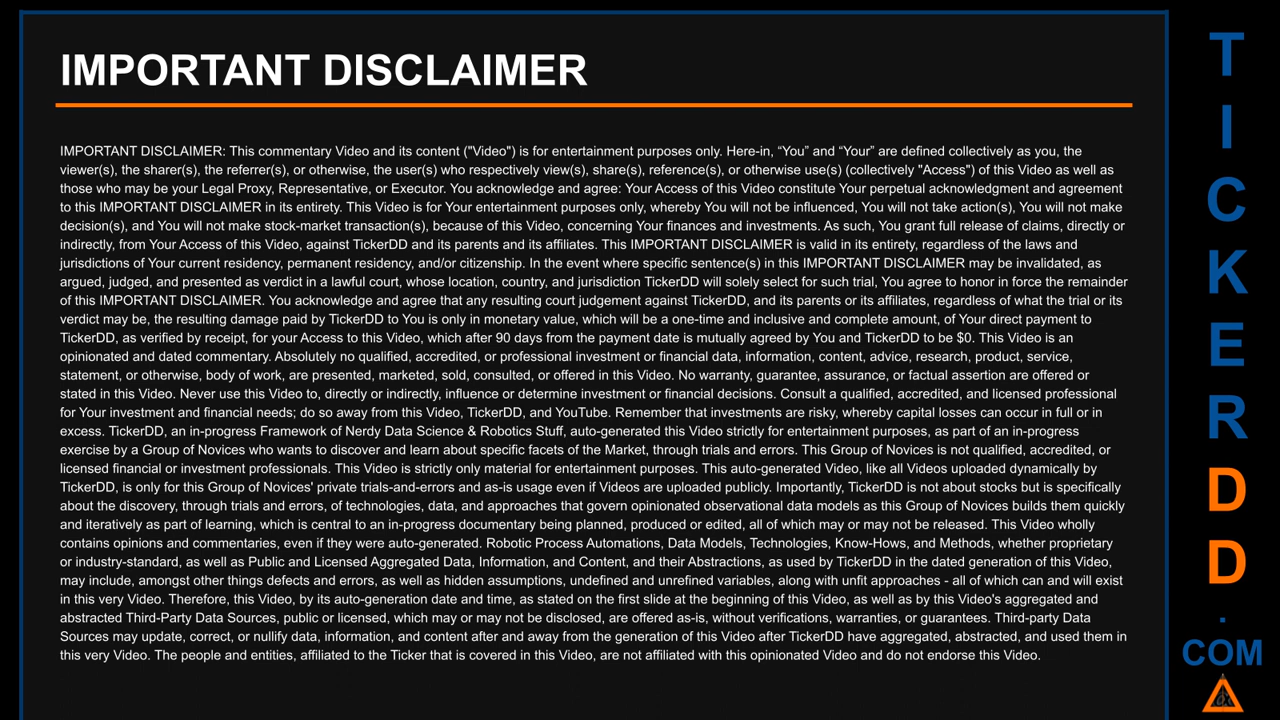 IMPORTANT DISCLAIMER
IMPORTANT DISCLAIMER: This commentary Video and its content ("Video") is for entertainment purposes only. Here-in, “You” and “Your” are defined collectively as you, the
viewer(s), the sharer(s), the referrer(s), or otherwise, the user(s) who respectively view(s), share(s), reference(s), or otherwise use(s) (collectively "Access") of this Video as well as
those who may be your Legal Proxy, Representative, or Executor. You acknowledge and agree: Your Access of this Video constitute Your perpetual acknowledgment and agreement
to this IMPORTANT DISCLAIMER in its entirety. This Video is for Your entertainment purposes only, whereby You will not be influenced, You will not take action(s), You will not make
decision(s), and You will not make stock-market transaction(s), because of this Video, concerning Your finances and investments. As such, You grant full release of claims, directly or
indirectly, from Your Access of this Video, against TickerDD and its parents and its affiliates. This IMPORTANT DISCLAIMER is valid in its entirety, regardless of the laws and
jurisdictions of Your current residency, permanent residency, and/or citizenship. In the event where specific sentence(s) in this IMPORTANT DISCLAIMER may be invalidated, as
argued, judged, and presented as verdict in a lawful court, whose location, country, and jurisdiction TickerDD will solely select for such trial, You agree to honor in force the remainder
of this IMPORTANT DISCLAIMER. You acknowledge and agree that any resulting court judgement against TickerDD, and its parents or its affiliates, regardless of what the trial or its
verdict may be, the resulting damage paid by TickerDD to You is only in monetary value, which will be a one-time and inclusive and complete amount, of Your direct payment to
TickerDD, as verified by receipt, for your Access to this Video, which after 90 days from the payment date is mutually agreed by You and TickerDD to be $0. This Video is an
opinionated and dated commentary. Absolutely no qualified, accredited, or professional investment or financial data, information, content, advice, research, product, service,
statement, or otherwise, body of work, are presented, marketed, sold, consulted, or offered in this Video. No warranty, guarantee, assurance, or factual assertion are offered or
stated in this Video. Never use this Video to, directly or indirectly, influence or determine investment or financial decisions. Consult a qualified, accredited, and licensed professional
for Your investment and financial needs; do so away from this Video, TickerDD, and YouTube. Remember that investments are risky, whereby capital losses can occur in full or in
excess. TickerDD, an in-progress Framework of Nerdy Data Science & Robotics Stuff, auto-generated this Video strictly for entertainment purposes, as part of an in-progress
exercise by a Group of Novices who wants to discover and learn about specific facets of the Market, through trials and errors. This Group of Novices is not qualified, accredited, or
licensed financial or investment professionals. This Video is strictly only material for entertainment purposes. This auto-generated Video, like all Videos uploaded dynamically by
TickerDD, is only for this Group of Novices' private trials-and-errors and as-is usage even if Videos are uploaded publicly. Importantly, TickerDD is not about stocks but is specifically
about the discovery, through trials and errors, of technologies, data, and approaches that govern opinionated observational data models as this Group of Novices builds them quickly
and iteratively as part of learning, which is central to an in-progress documentary being planned, produced or edited, all of which may or may not be released. This Video wholly
contains opinions and commentaries, even if they were auto-generated. Robotic Process Automations, Data Models, Technologies, Know-Hows, and Methods, whether proprietary
or industry-standard, as well as Public and Licensed Aggregated Data, Information, and Content, and their Abstractions, as used by TickerDD in the dated generation of this Video,
may include, amongst other things defects and errors, as well as hidden assumptions, undefined and unrefined variables, along with unfit approaches - all of which can and will exist
in this very Video. Therefore, this Video, by its auto-generation date and time, as stated on the first slide at the beginning of this Video, as well as by this Video's aggregated and
abstracted Third-Party Data Sources, public or licensed, which may or may not be disclosed, are offered as-is, without verifications, warranties, or guarantees. Third-party Data
Sources may update, correct, or nullify data, information, and content after and away from the generation of this Video after TickerDD have aggregated, abstracted, and used them in
this very Video. The people and entities, affiliated to the Ticker that is covered in this Video, are not affiliated with this opinionated Video and do not endorse this Video.
T
I
C
K
E
R
D
D
.
COM